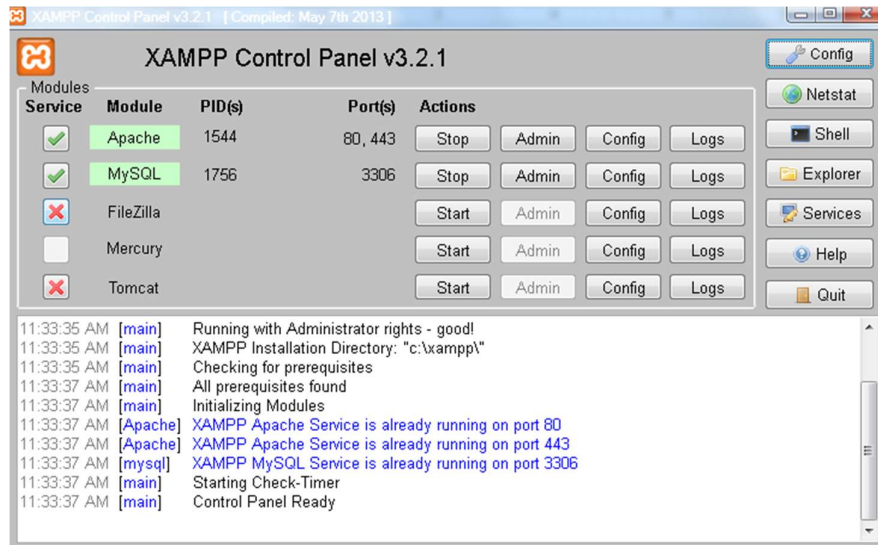 XAMPP Control Panel v3.2.1 [ Compiled: May 7th 2013 ]
XAMPP Control Panel v3.2.1
Config
Modules
Service Module PID(s) Port(s) Actions
Netstat
Apache 1544 80, 443 Stop Admin Config Logs
Shell
MySQL 1756 3306 Stop Admin Config Logs
Explorer
FileZilla Start Admin Config Logs
Services
Mercury Start Admin Config Logs
Help
Tomcat Start Admin Config Logs
Quit
11:33:35 AM [main] Running with Administrator rights - good!
11:33:35 AM [main] XAMPP Installation Directory: "c:\xampp\"
11:33:35 AM [main] Checking for prerequisites
11:33:37 AM [main] All prerequisites found
11:33:37 AM [main] Initializing Modules
11:33:37 AM [Apache] XAMPP Apache Service is already running on port 80
11:33:37 AM [Apache] XAMPP Apache Service is already running on port 443
11:33:37 AM [mysql] XAMPP MySQL Service is already running on port 3306
11:33:37 AM [main] Starting Check-Timer
11:33:37 AM [main] Control Panel Ready